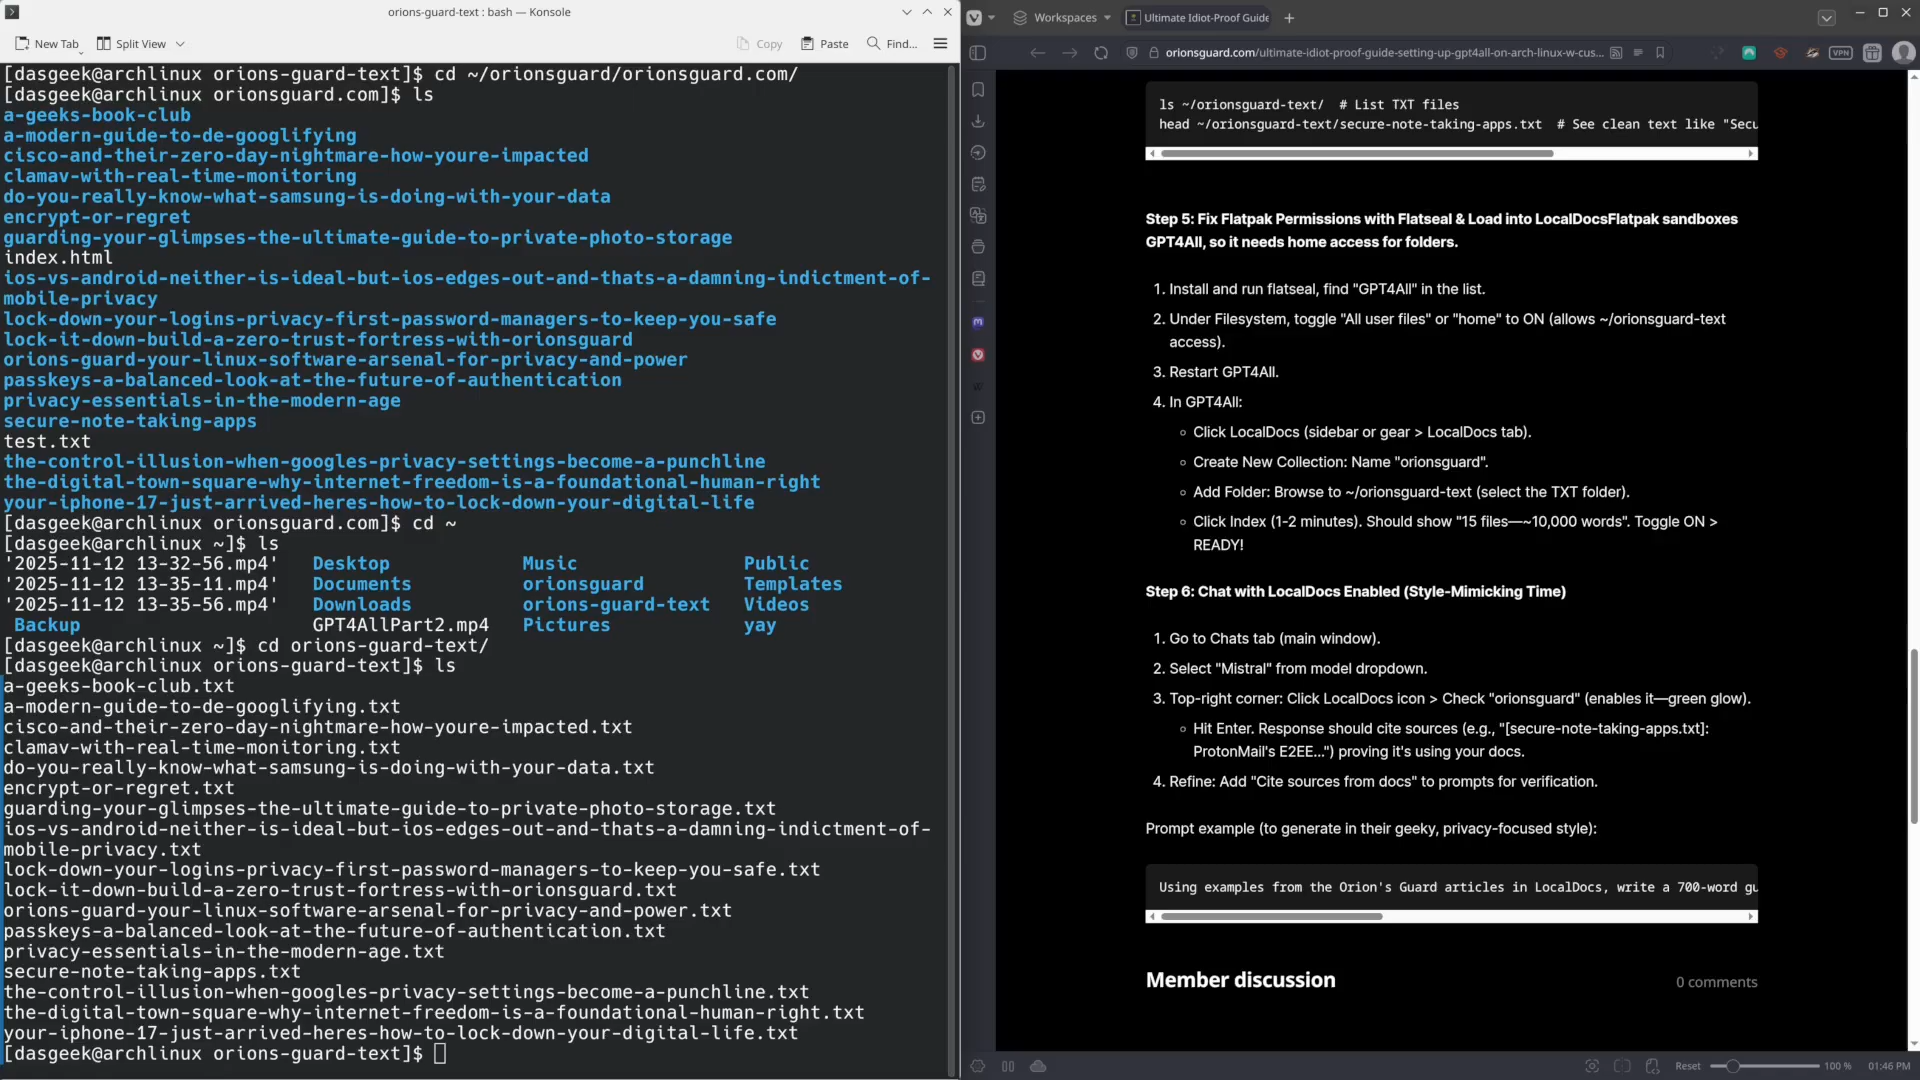 orions-guard-text : bash — Konsole
New Tab
Split View
Copy
Paste
Find...
[dasgeek@archlinux orions-guard-text]$ cd ~/orionsguard/orionsguard.com/
[dasgeek@archlinux orionsguard.com]$ ls
a-geeks-book-club
a-modern-guide-to-de-googlifying
cisco-and-their-zero-day-nightmare-how-youre-impacted
clamav-with-real-time-monitoring
do-you-really-know-what-samsung-is-doing-with-your-data
encrypt-or-regret
guarding-your-glimpses-the-ultimate-guide-to-private-photo-storage
index.html
ios-vs-android-neither-is-ideal-but-ios-edges-out-and-thats-a-damning-indictment-of-
mobile-privacy
lock-down-your-logins-privacy-first-password-managers-to-keep-you-safe
lock-it-down-build-a-zero-trust-fortress-with-orionsguard
orions-guard-your-linux-software-arsenal-for-privacy-and-power
passkeys-a-balanced-look-at-the-future-of-authentication
privacy-essentials-in-the-modern-age
secure-note-taking-apps
test.txt
the-control-illusion-when-googles-privacy-settings-become-a-punchline
the-digital-town-square-why-internet-freedom-is-a-foundational-human-right
your-iphone-17-just-arrived-heres-how-to-lock-down-your-digital-life
[dasgeek@archlinux orionsguard.com]$ cd ~
[dasgeek@archlinux ~]$ ls
'2025-11-12 13-32-56.mp4' Desktop Music Public
'2025-11-12 13-35-11.mp4' Documents orionsguard Templates
'2025-11-12 13-35-56.mp4' Downloads orions-guard-text Videos
Backup GPT4AllPart2.mp4 Pictures yay
[dasgeek@archlinux ~]$ cd orions-guard-text/
[dasgeek@archlinux orions-guard-text]$ ls
a-geeks-book-club.txt
a-modern-guide-to-de-googlifying.txt
cisco-and-their-zero-day-nightmare-how-youre-impacted.txt
clamav-with-real-time-monitoring.txt
do-you-really-know-what-samsung-is-doing-with-your-data.txt
encrypt-or-regret.txt
guarding-your-glimpses-the-ultimate-guide-to-private-photo-storage.txt
ios-vs-android-neither-is-ideal-but-ios-edges-out-and-thats-a-damning-indictment-of-
mobile-privacy.txt
lock-down-your-logins-privacy-first-password-managers-to-keep-you-safe.txt
lock-it-down-build-a-zero-trust-fortress-with-orionsguard.txt
orions-guard-your-linux-software-arsenal-for-privacy-and-power.txt
passkeys-a-balanced-look-at-the-future-of-authentication.txt
privacy-essentials-in-the-modern-age.txt
secure-note-taking-apps.txt
the-control-illusion-when-googles-privacy-settings-become-a-punchline.txt
the-digital-town-square-why-internet-freedom-is-a-foundational-human-right.txt
your-iphone-17-just-arrived-heres-how-to-lock-down-your-digital-life.txt
[dasgeek@archlinux orions-guard-text]$
Workspaces
Ultimate Idiot-Proof Guide
orionsguard.com/ultimate-idiot-proof-guide-setting-up-gpt4all-on-arch-linux-w-cus...
VPN
ls ~/orionsguard-text/ # List TXT files
head ~/orionsguard-text/secure-note-taking-apps.txt # See clean text like "Secu
Step 5: Fix Flatpak Permissions with Flatseal & Load into LocalDocsFlatpak sandboxes
GPT4All, so it needs home access for folders.
1. Install and run flatseal, find "GPT4All" in the list.
2. Under Filesystem, toggle "All user files" or "home" to ON (allows ~/orionsguard-text
access).
3. Restart GPT4All.
4. In GPT4All:
Click LocalDocs (sidebar or gear > LocalDocs tab).
Create New Collection: Name "orionsguard".
Add Folder: Browse to ~/orionsguard-text (select the TXT folder).
Click Index (1-2 minutes). Should show "15 files—~10,000 words". Toggle ON >
READY!
Step 6: Chat with LocalDocs Enabled (Style-Mimicking Time)
1. Go to Chats tab (main window).
2. Select "Mistral" from model dropdown.
3. Top-right corner: Click LocalDocs icon > Check "orionsguard" (enables it—green glow).
Hit Enter. Response should cite sources (e.g., "[secure-note-taking-apps.txt]:
ProtonMail's E2EE...") proving it's using your docs.
4. Refine: Add "Cite sources from docs" to prompts for verification.
Prompt example (to generate in their geeky, privacy-focused style):
Using examples from the Orion's Guard articles in LocalDocs, write a 700-word gu
Member discussion
0 comments
Reset
100 %
01:46 PM